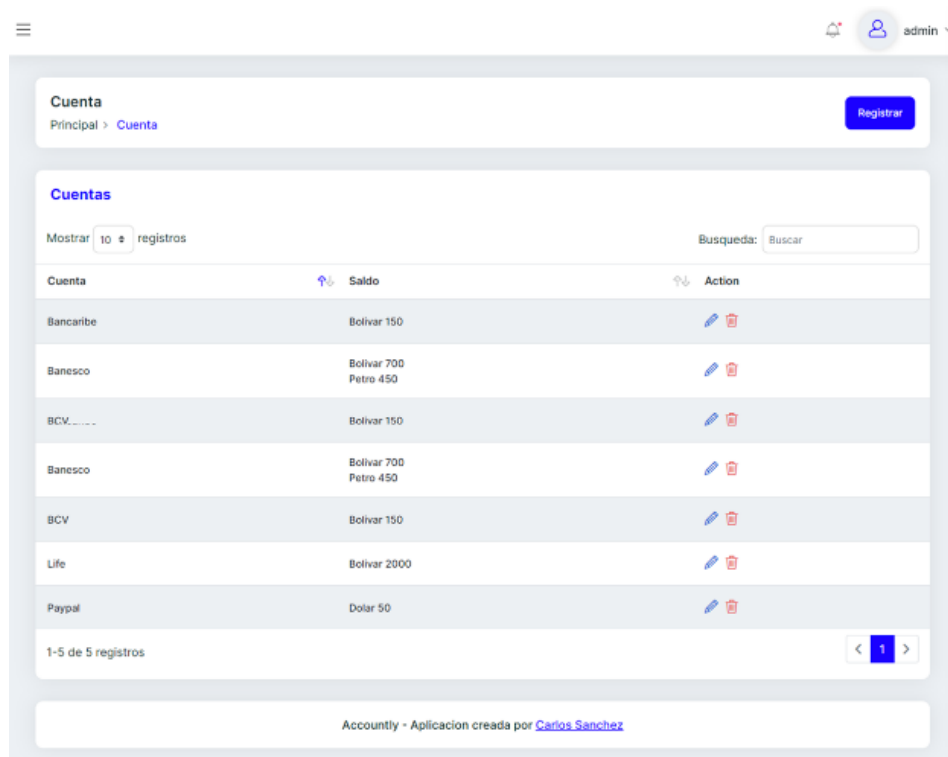 admin
Cuenta
Principal > Cuenta
Registrar
Cuentas
Mostrar 10 registros
Busqueda: Buscar
Cuenta Saldo Action
Bancaribe Bolivar 150
Banesco Bolivar 700
Petro 450
BCV Bolivar 150
Banesco Bolivar 700
Petro 450
BCV Bolivar 150
Life Bolivar 2000
Paypal Dolar 50
1-5 de 5 registros < 1 >
Accountly - Aplicacion creada por Carlos Sanchez